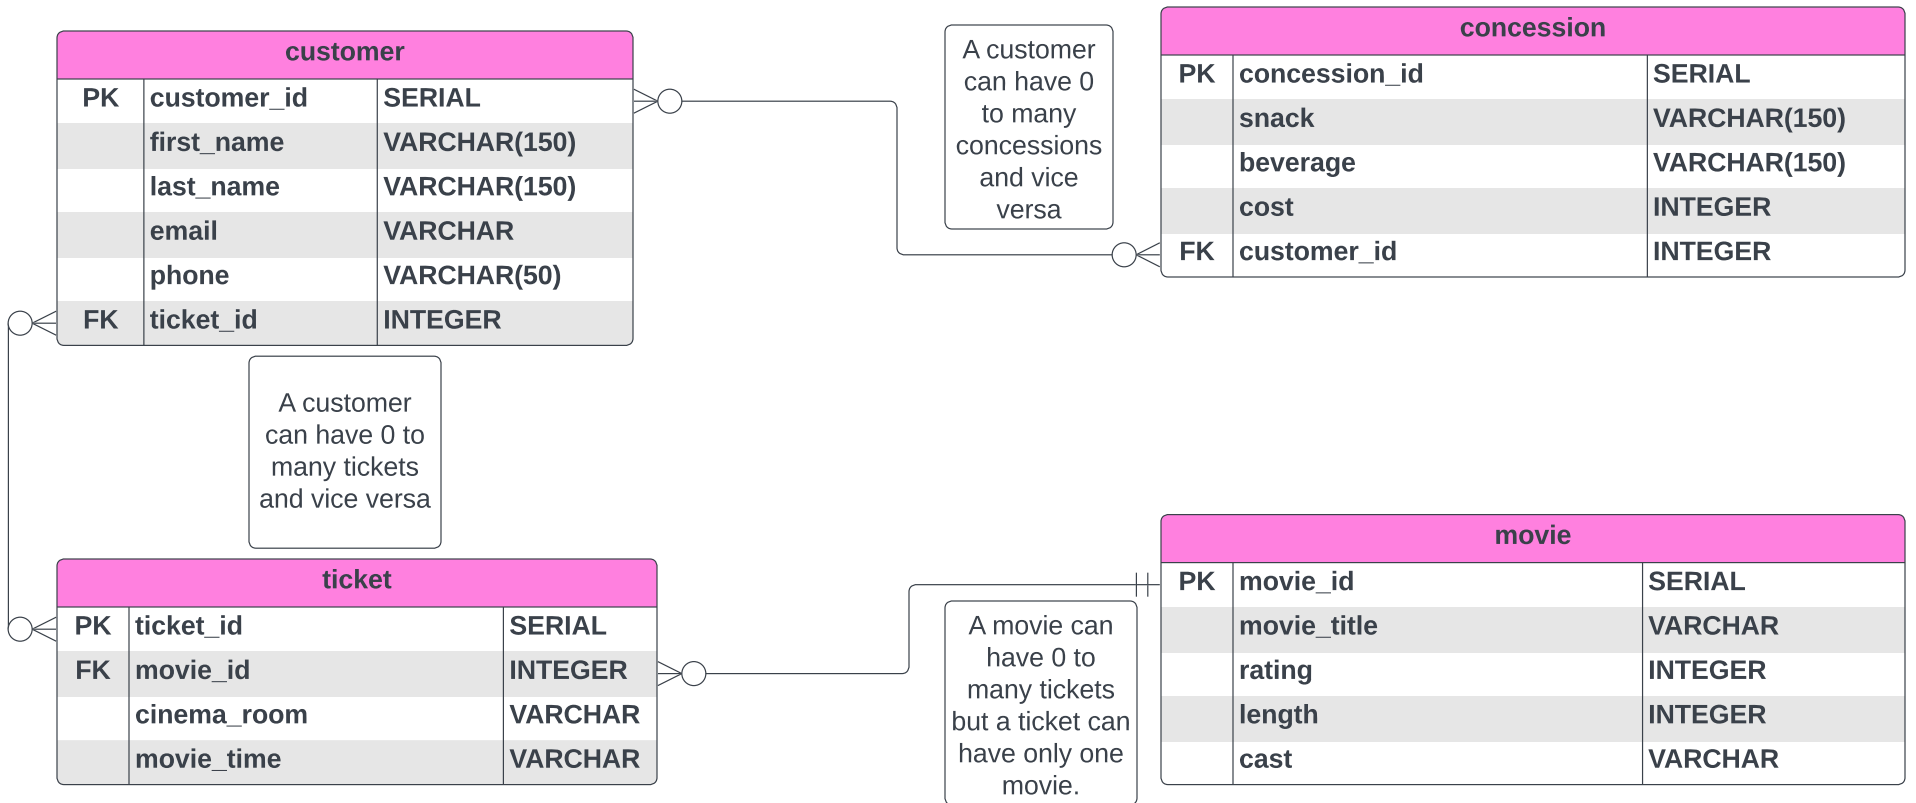 customer
PK customer_id SERIAL
first_name VARCHAR(150)
last_name VARCHAR(150)
email VARCHAR
phone VARCHAR(50)
FK ticket_id INTEGER
A customer
can have 0
to many
concessions
and vice
versa
concession
PK concession_id SERIAL
snack VARCHAR(150)
beverage VARCHAR(150)
cost INTEGER
FK customer_id INTEGER
A customer
can have 0 to
many tickets
and vice versa
ticket
PK ticket_id SERIAL
FK movie_id INTEGER
cinema_room VARCHAR
movie_time VARCHAR
A movie can
have 0 to
many tickets
but a ticket can
have only one
movie.
movie
PK movie_id SERIAL
movie_title VARCHAR
rating INTEGER
length INTEGER
cast VARCHAR